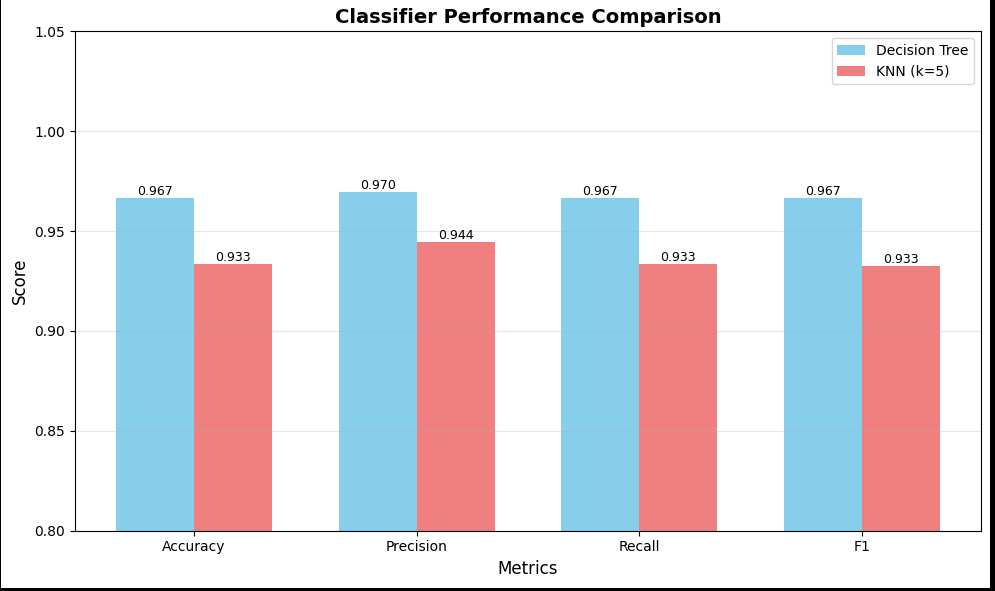 Classifier Performance Comparison
Decision Tree
KNN (k=5)
1.05
1.00
0.95
0.90
0.85
0.80
Score
0.967
0.933
0.970
0.944
0.967
0.933
0.967
0.933
Accuracy
Precision
Recall
F1
Metrics